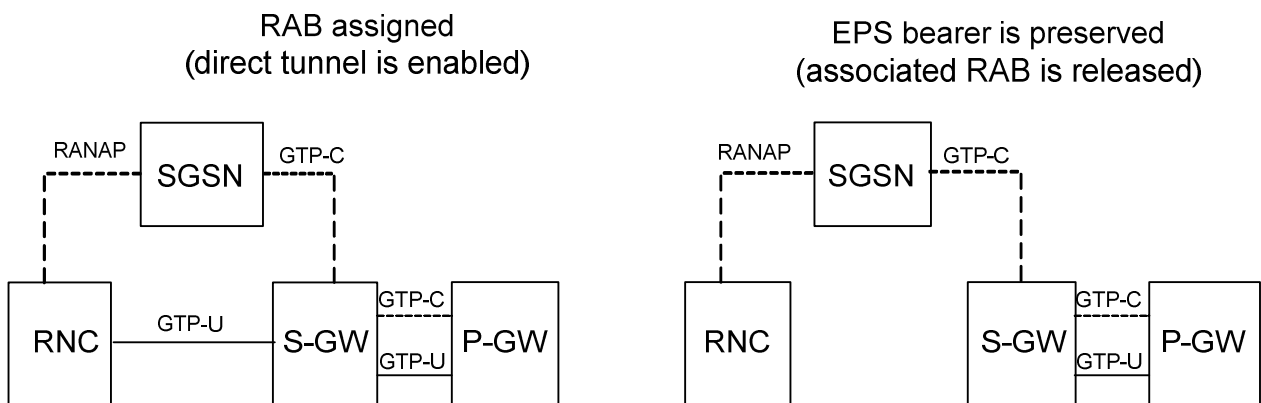 RAB assigned
(direct tunnel is enabled)
RANAP
SGSN
GTP-C
RNC
GTP-U
S-GW
GTP-C
GTP-U
P-GW
EPS bearer is preserved
(associated RAB is released)
RANAP
SGSN
GTP-C
RNC
S-GW
GTP-C
GTP-U
P-GW